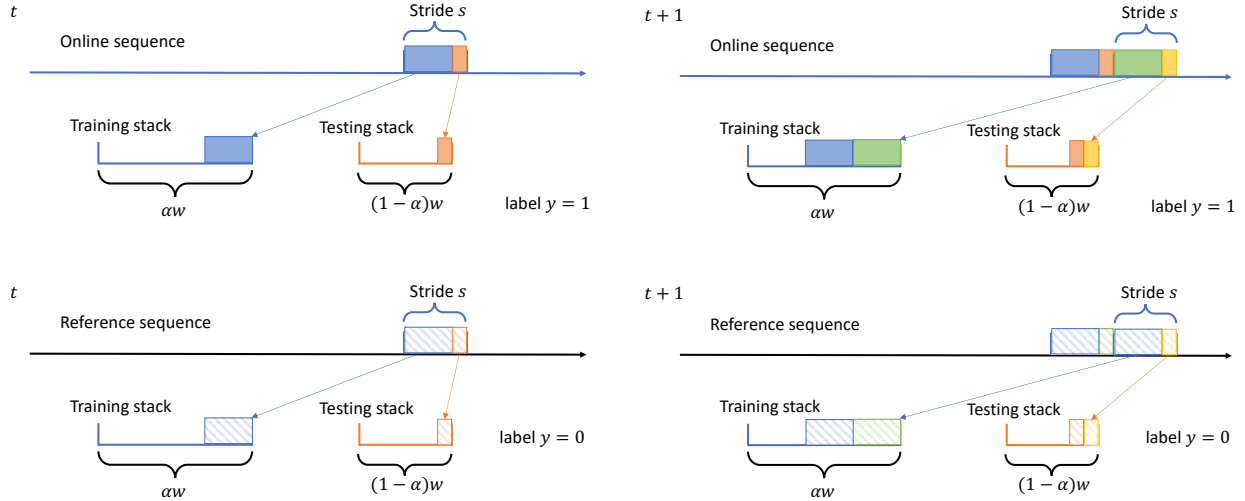 t
Stride s
Online sequence
Training stack
Testing stack
αw
(1 − α)w
label y = 1
t + 1
Stride s
Online sequence
Training stack
Testing stack
αw
(1 − α)w
label y = 1
t
Stride s
Reference sequence
Training stack
Testing stack
αw
(1 − α)w
label y = 0
t + 1
Stride s
Reference sequence
Training stack
Testing stack
αw
(1 − α)w
label y = 0